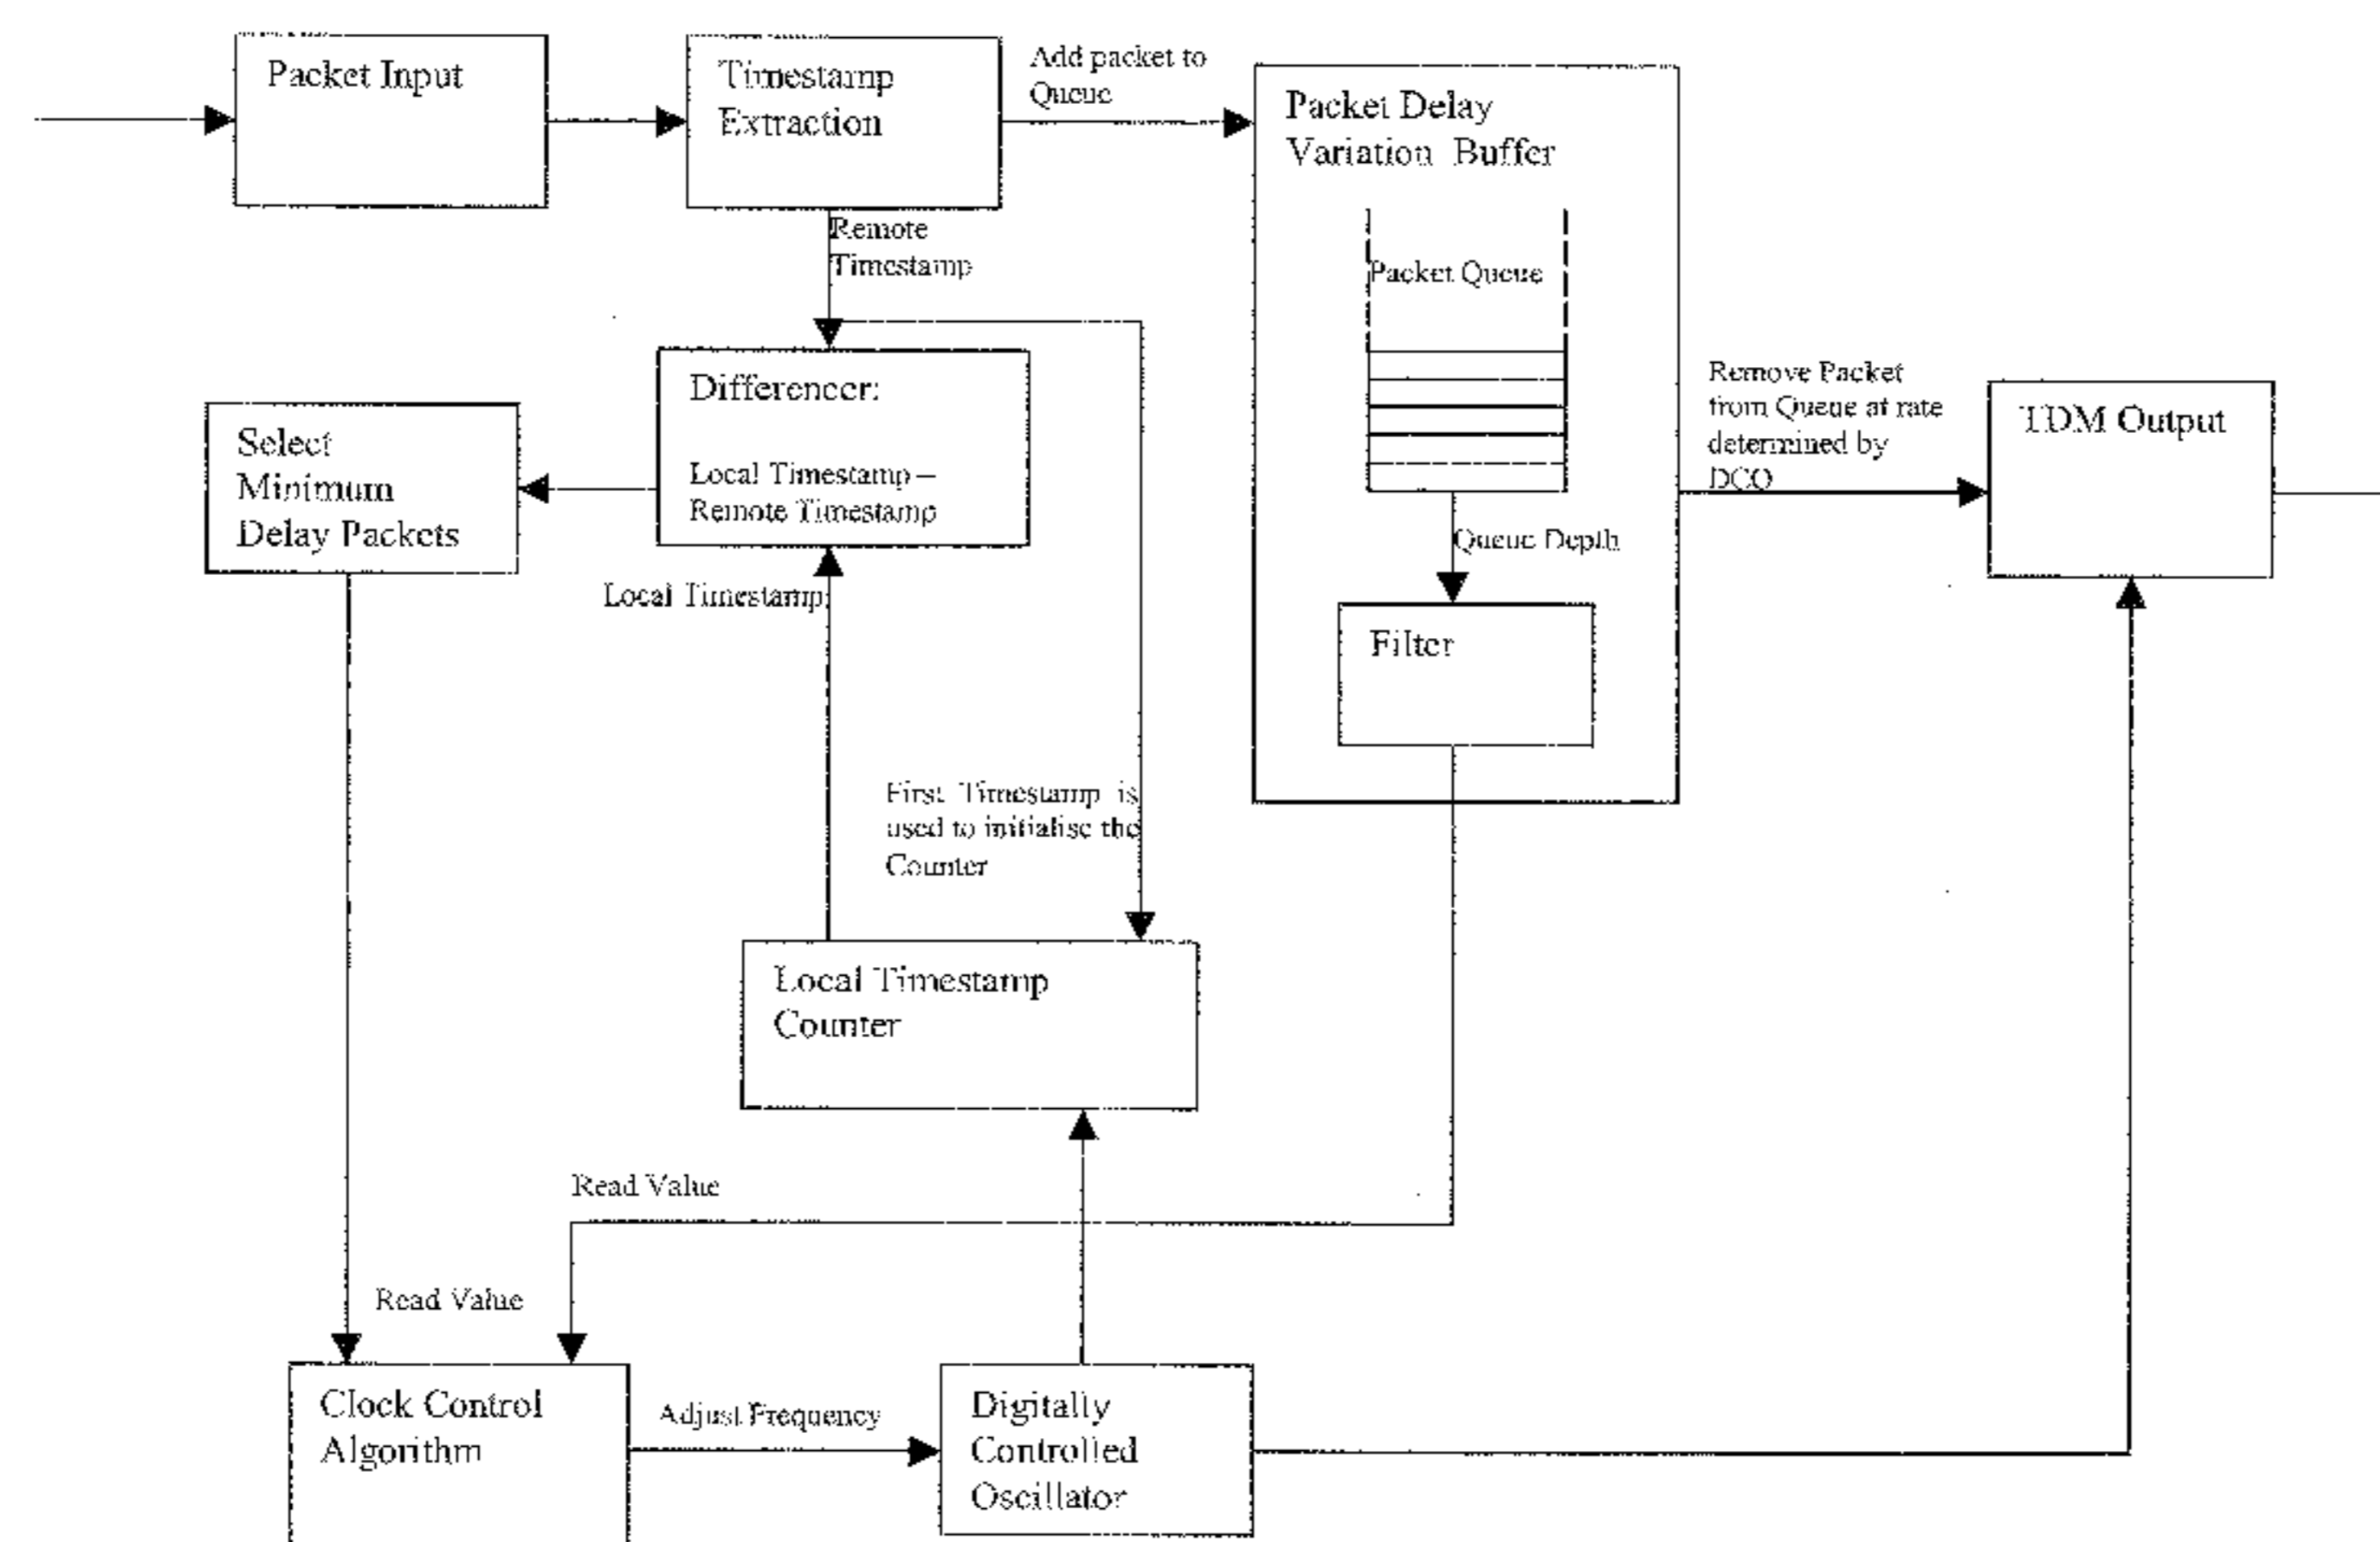 Packet Input
Timestamp
Extraction
Add packet to
Queue
Packet Delay
Variation Buffer
Remote
Timestamp
Packet Queue
Differencer:
Local Timestamp –
Remote Timestamp
Select
Minimum
Delay Packets
Remove Packet
from Queue at rate
determined by
DCO
TDM Output
Queue Depth
Local Timestamp
Filter
First Timestamp is
used to initialise the
Counter
Local Timestamp
Counter
Read Value
Read Value
Clock Control
Algorithm
Adjust Frequency
Digitally
Controlled
Oscillator